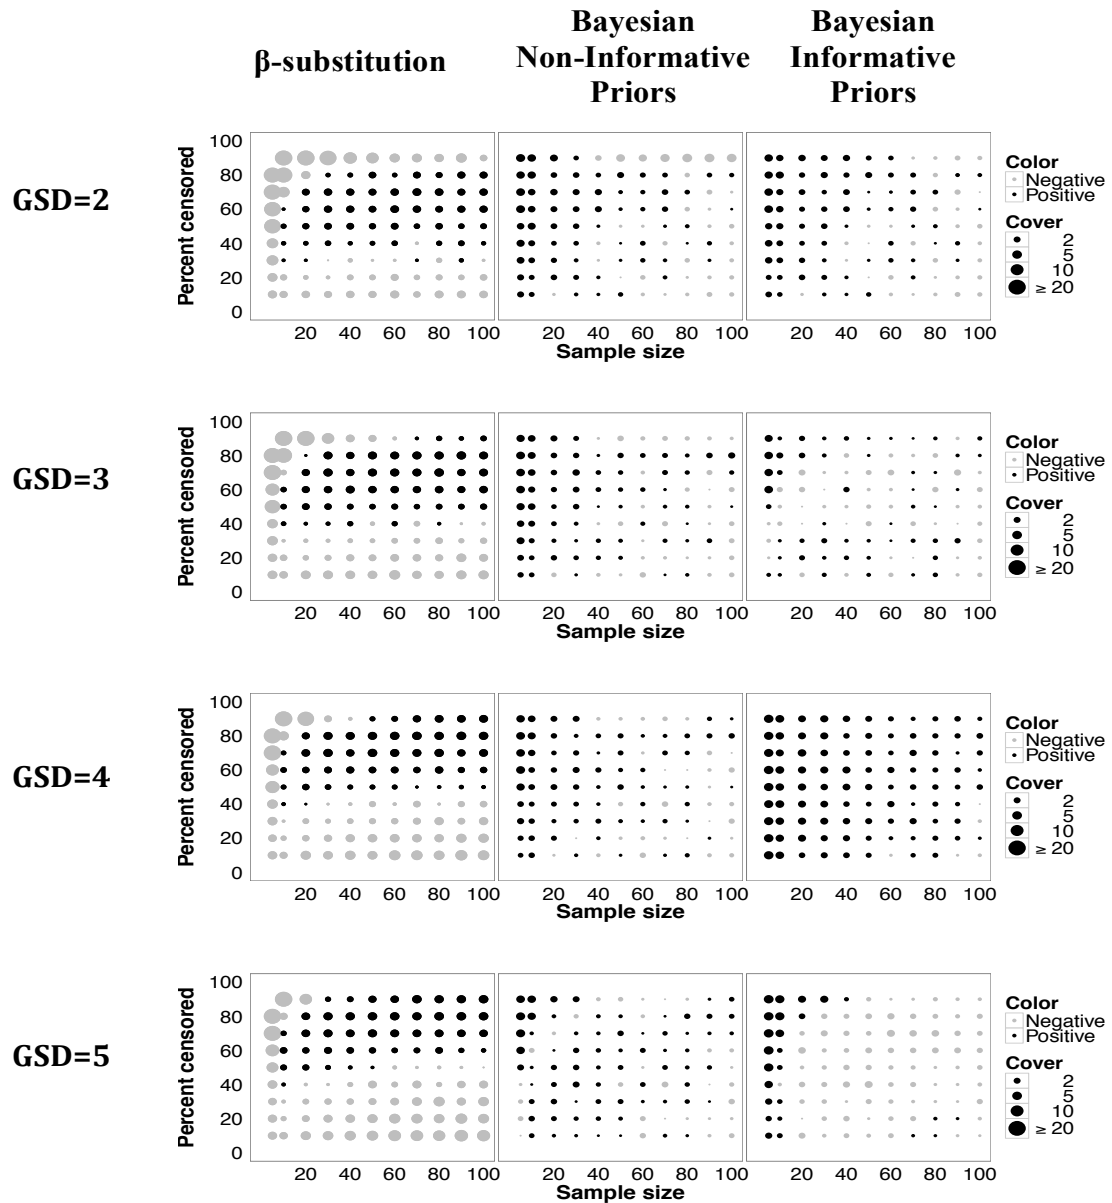 β-substitution
Bayesian
Non-Informative
Priors
Bayesian
Informative
Priors
GSD=2
Percent censored
100
80
60
40
20
0
20 40 60 80 100
20 40 60 80 100
20 40 60 80 100
Sample size
Color
Negative
Positive
Cover
2
5
10
≥ 20
GSD=3
Percent censored
100
80
60
40
20
0
20 40 60 80 100
20 40 60 80 100
20 40 60 80 100
Sample size
Color
Negative
Positive
Cover
2
5
10
≥ 20
GSD=4
Percent censored
100
80
60
40
20
0
20 40 60 80 100
20 40 60 80 100
20 40 60 80 100
Sample size
Color
Negative
Positive
Cover
2
5
10
≥ 20
GSD=5
Percent censored
100
80
60
40
20
0
20 40 60 80 100
20 40 60 80 100
20 40 60 80 100
Sample size
Color
Negative
Positive
Cover
2
5
10
≥ 20